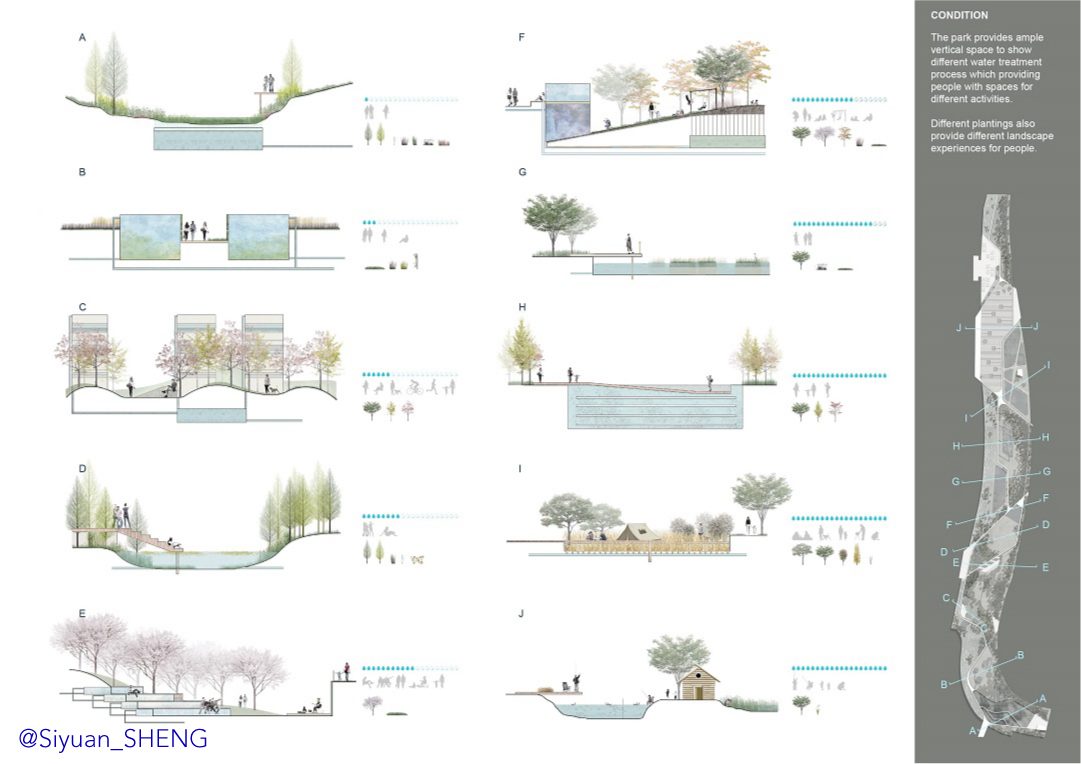 A
B
C
D
E
F
G
H
I
J
CONDITION
The park provides ample
vertical space to show
different water treatment
process which providing
people with spaces for
different activities.
Different plantings also
provide different landscape
experiences for people.
J
J
I
I
H
H
G
G
F
F
D
D
E
E
C
C
B
B
A
A
@Siyuan_SHENG